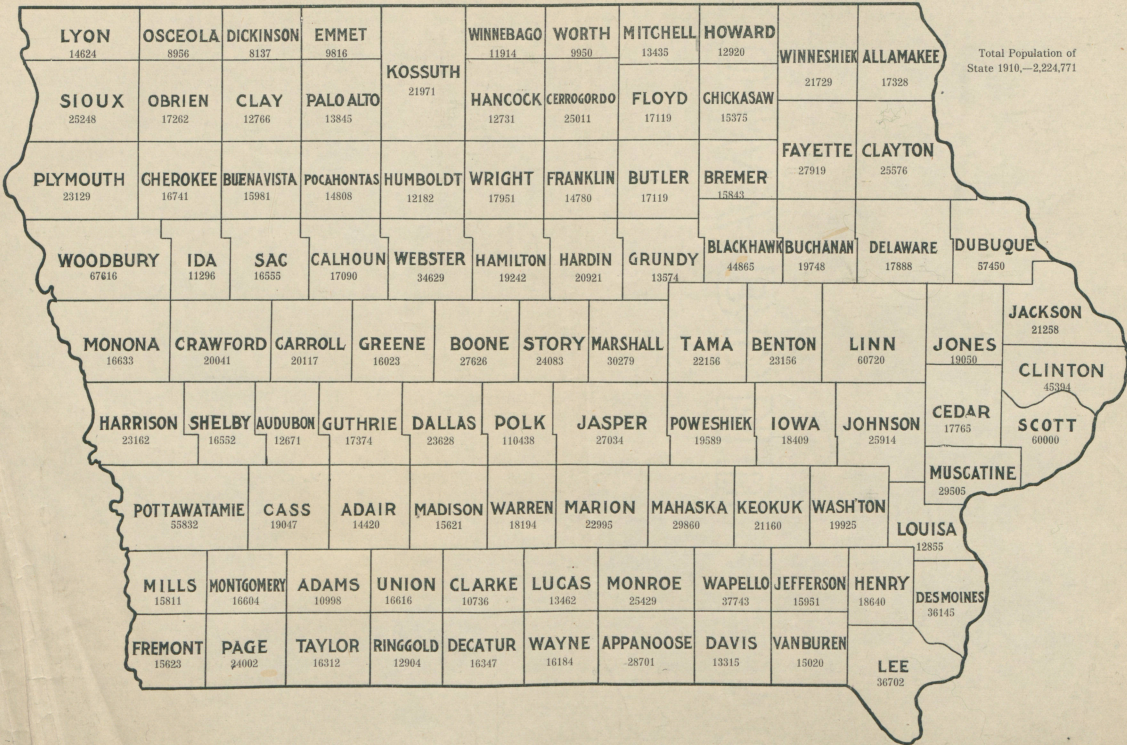 LYON
14624
OSCEOLA
8956
DICKINSON
8137
EMMET
9816
KOSSUTH
21971
WINNEBAGO
11914
WORTH
9950
MITCHELL
13435
HOWARD
12920
WINNESHIEK
21729
ALLAMAKEE
17328
Total Population of
State 1910,—2,224,771
SIOUX
25248
OBRIEN
17262
CLAY
12766
PALO ALTO
13845
HANCOCK
12731
CERROGORDO
25011
FLOYD
17119
CHICKASAW
15375
FAYETTE
27919
CLAYTON
25576
PLYMOUTH
23129
CHEROKEE
16741
BUENAVISTA
15981
POCAHONTAS
14808
HUMBOLDT
12182
WRIGHT
17951
FRANKLIN
14780
BUTLER
17119
BREMER
15843
WOODBURY
67616
IDA
11296
SAC
16555
CALHOUN
17090
WEBSTER
34629
HAMILTON
19242
HARDIN
20921
GRUNDY
13574
BLACKHAWK
44865
BUCHANAN
19748
DELAWARE
17888
DUBUQUE
57450
MONONA
16633
CRAWFORD
20041
CARROLL
20117
GREENE
16023
BOONE
27626
STORY
24083
MARSHALL
30279
TAMA
22156
BENTON
23156
LINN
60720
JONES
19050
JACKSON
21258
CLINTON
45394
HARRISON
23162
SHELBY
16552
AUDUBON
12671
GUTHRIE
17374
DALLAS
23628
POLK
110438
JASPER
27034
POWESHIEK
19589
IOWA
18409
JOHNSON
25914
CEDAR
17765
SCOTT
60000
MUSCATINE
29505
POTTAWATAMIE
55832
CASS
19047
ADAIR
14420
MADISON
15621
WARREN
18194
MARION
22995
MAHASKA
29860
KEOKUK
21160
WASH'TON
19925
LOUISA
12855
MILLS
15811
MONTGOMERY
16604
ADAMS
10998
UNION
16616
CLARKE
10736
LUCAS
13462
MONROE
25429
WAPELLO
37743
JEFFERSON
15951
HENRY
18640
DESMOINES
36145
FREMONT
15623
PAGE
24002
TAYLOR
16312
RINGGOLD
12904
DECATUR
16347
WAYNE
16184
APPANOOSE
28701
DAVIS
13315
VANBUREN
15020
LEE
36702